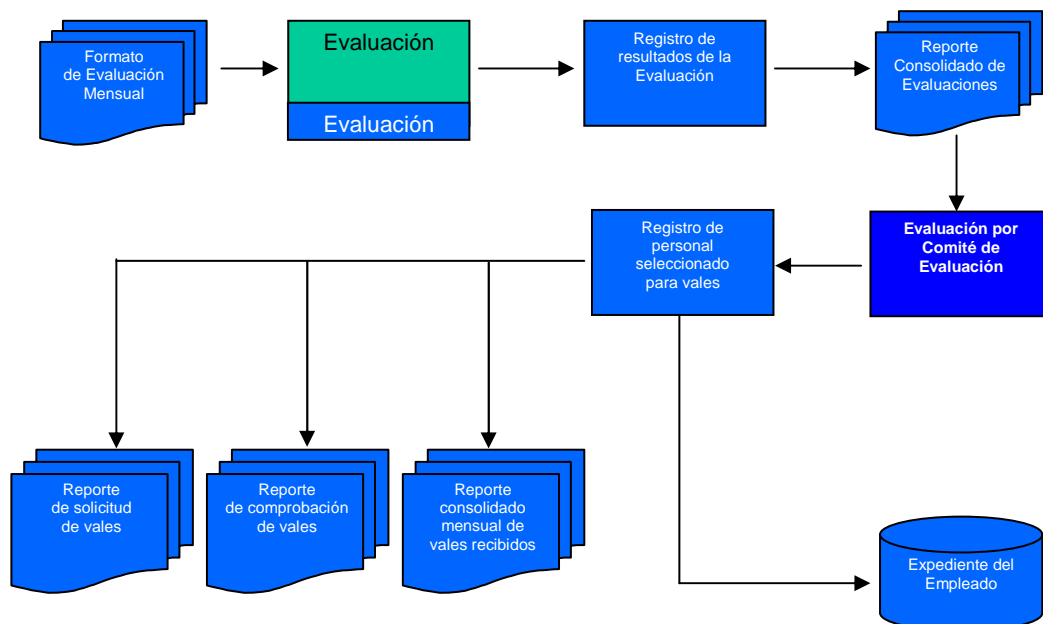 Formato
de Evaluación
Mensual
Evaluación
Evaluación
Registro de
resultados de la
Evaluación
Reporte
Consolidado de
Evaluaciones
Registro de
personal
seleccionado
para vales
Evaluación por
Comité de
Evaluación
Reporte
de solicitud
de vales
Reporte
de comprobación
de vales
Reporte
consolidado
mensual de
vales recibidos
Expediente del
Empleado